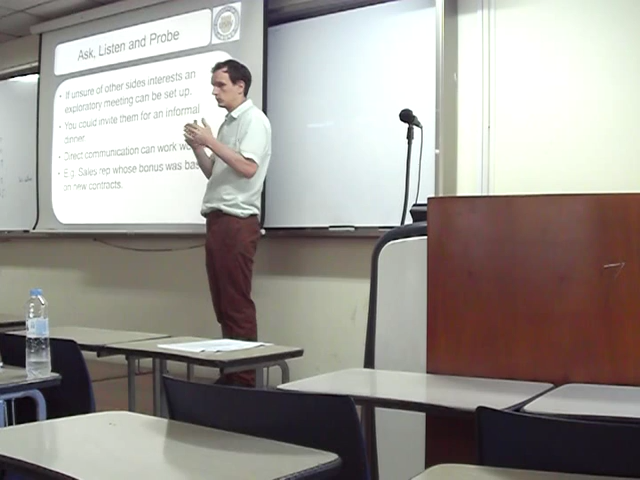 Ask, Listen and Probe
• If unsure of other sides interests an
exploratory meeting can be set up.
• You could invite them for an informal
dinner.
• Direct communication can work
• E.g. Sales rep whose bonus was
on new contracts.